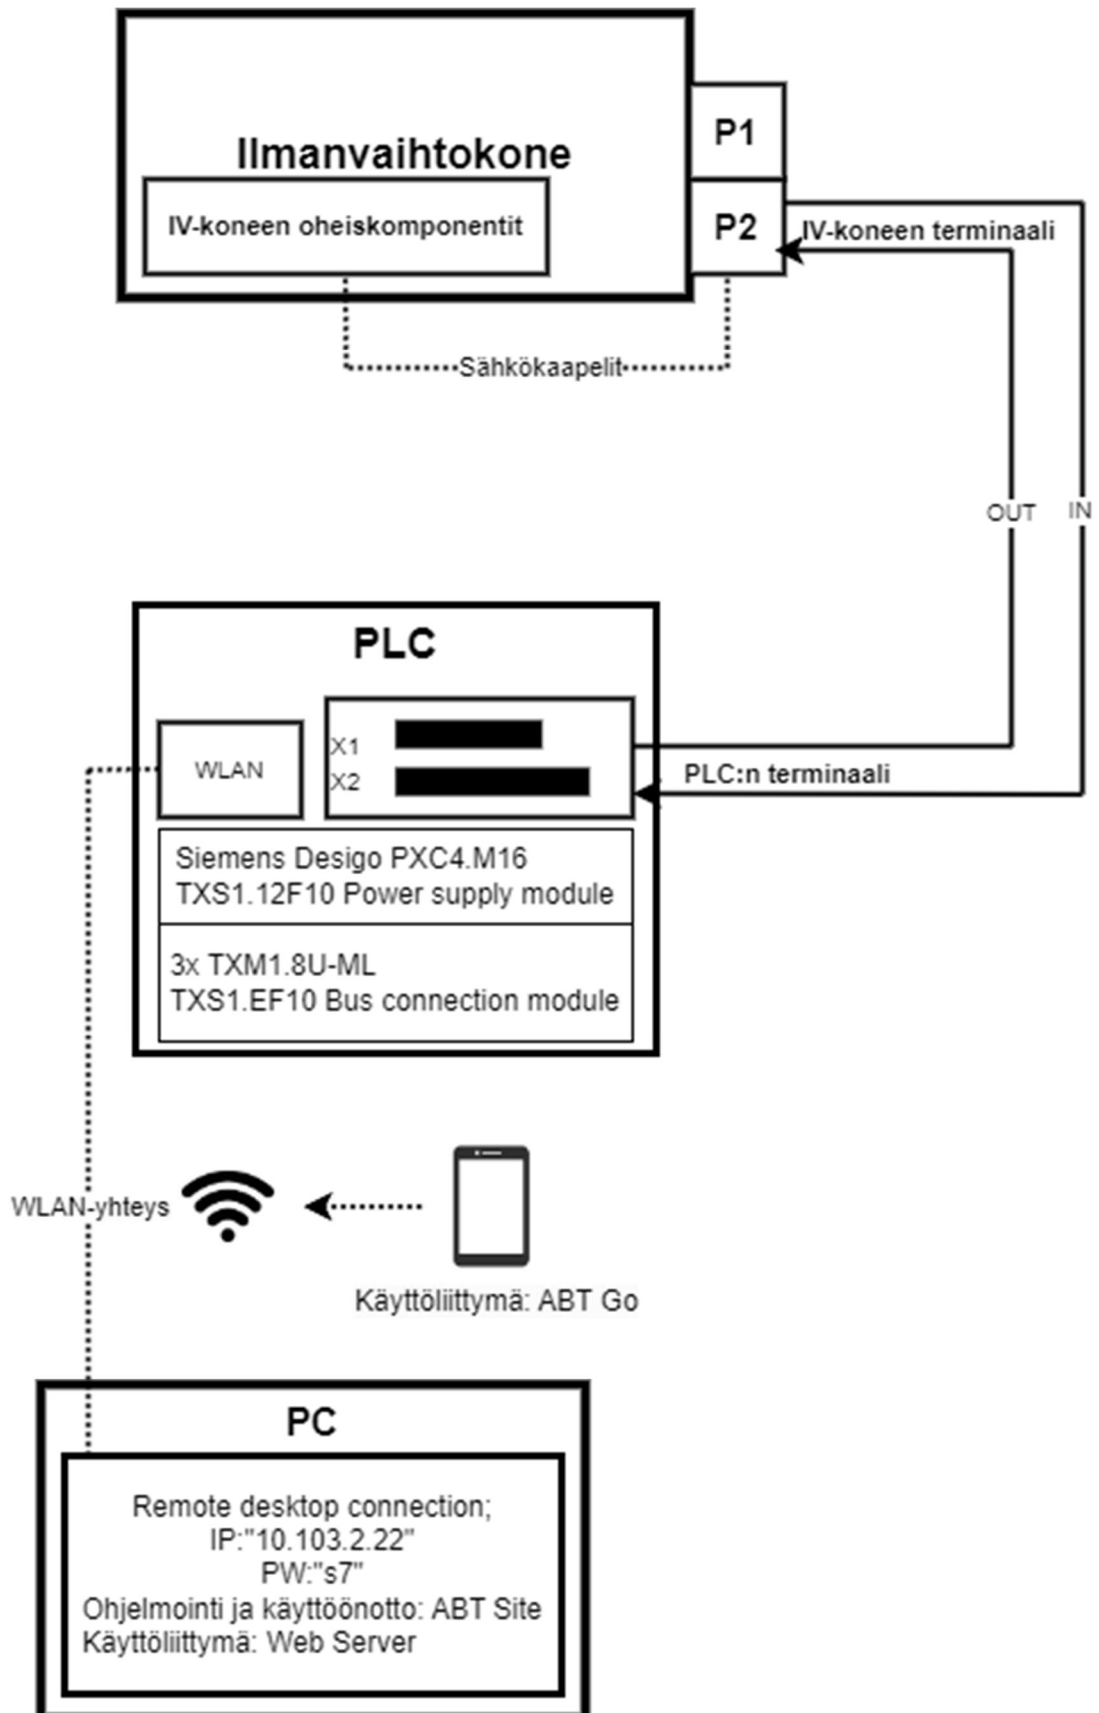 Ilmanvaihtokone
P1
IV-koneen oheiskomponentit
P2
IV-koneen terminaali
Sähkökaapelit
OUT
IN
PLC
WLAN
X1
X2
PLC:n terminaali
Siemens Desigo PXC4.M16
TXS1.12F10 Power supply module
3x TXM1.8U-ML
TXS1.EF10 Bus connection module
WLAN-yhteys
Käyttöliittymä: ABT Go
PC
Remote desktop connection;
IP:"10.103.2.22"
PW:"s7"
Ohjelmointi ja käyttöönotto: ABT Site
Käyttöliittymä: Web Server